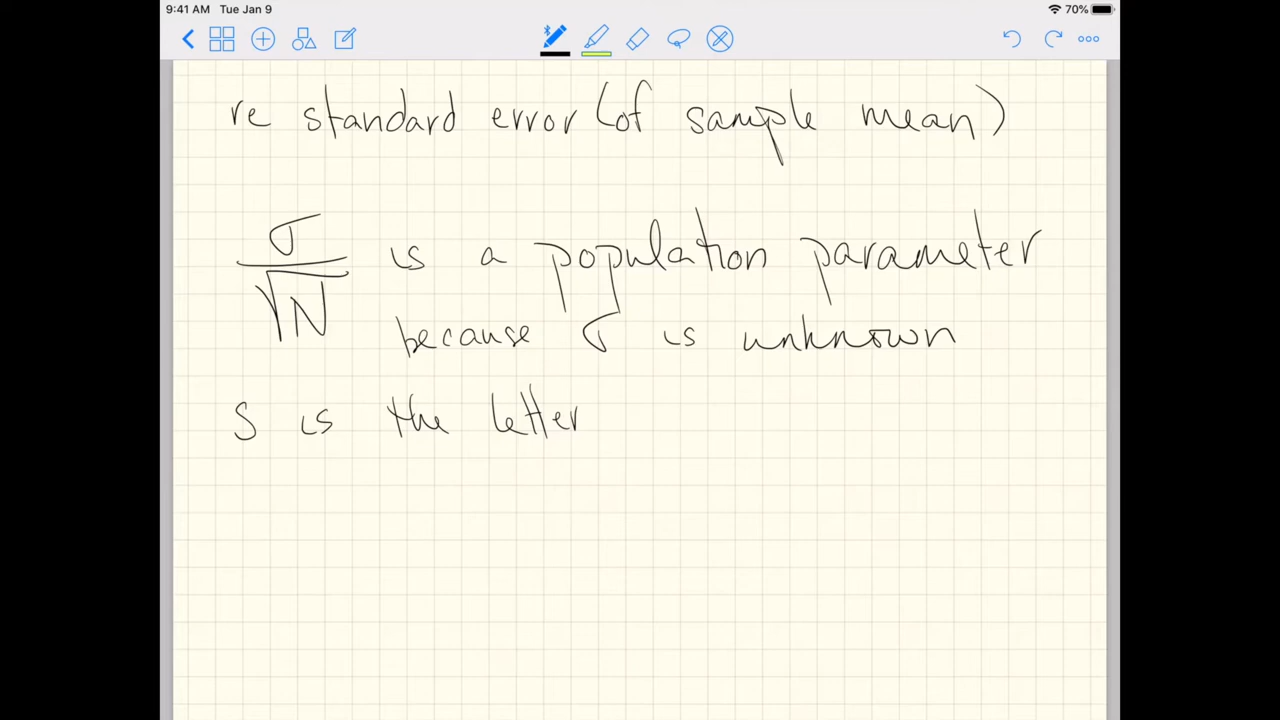 9:41 AM Tue Jan 9 70%
re standard error (of sample mean)
σ/√N is a population parameter
because σ is unknown
s is the letter